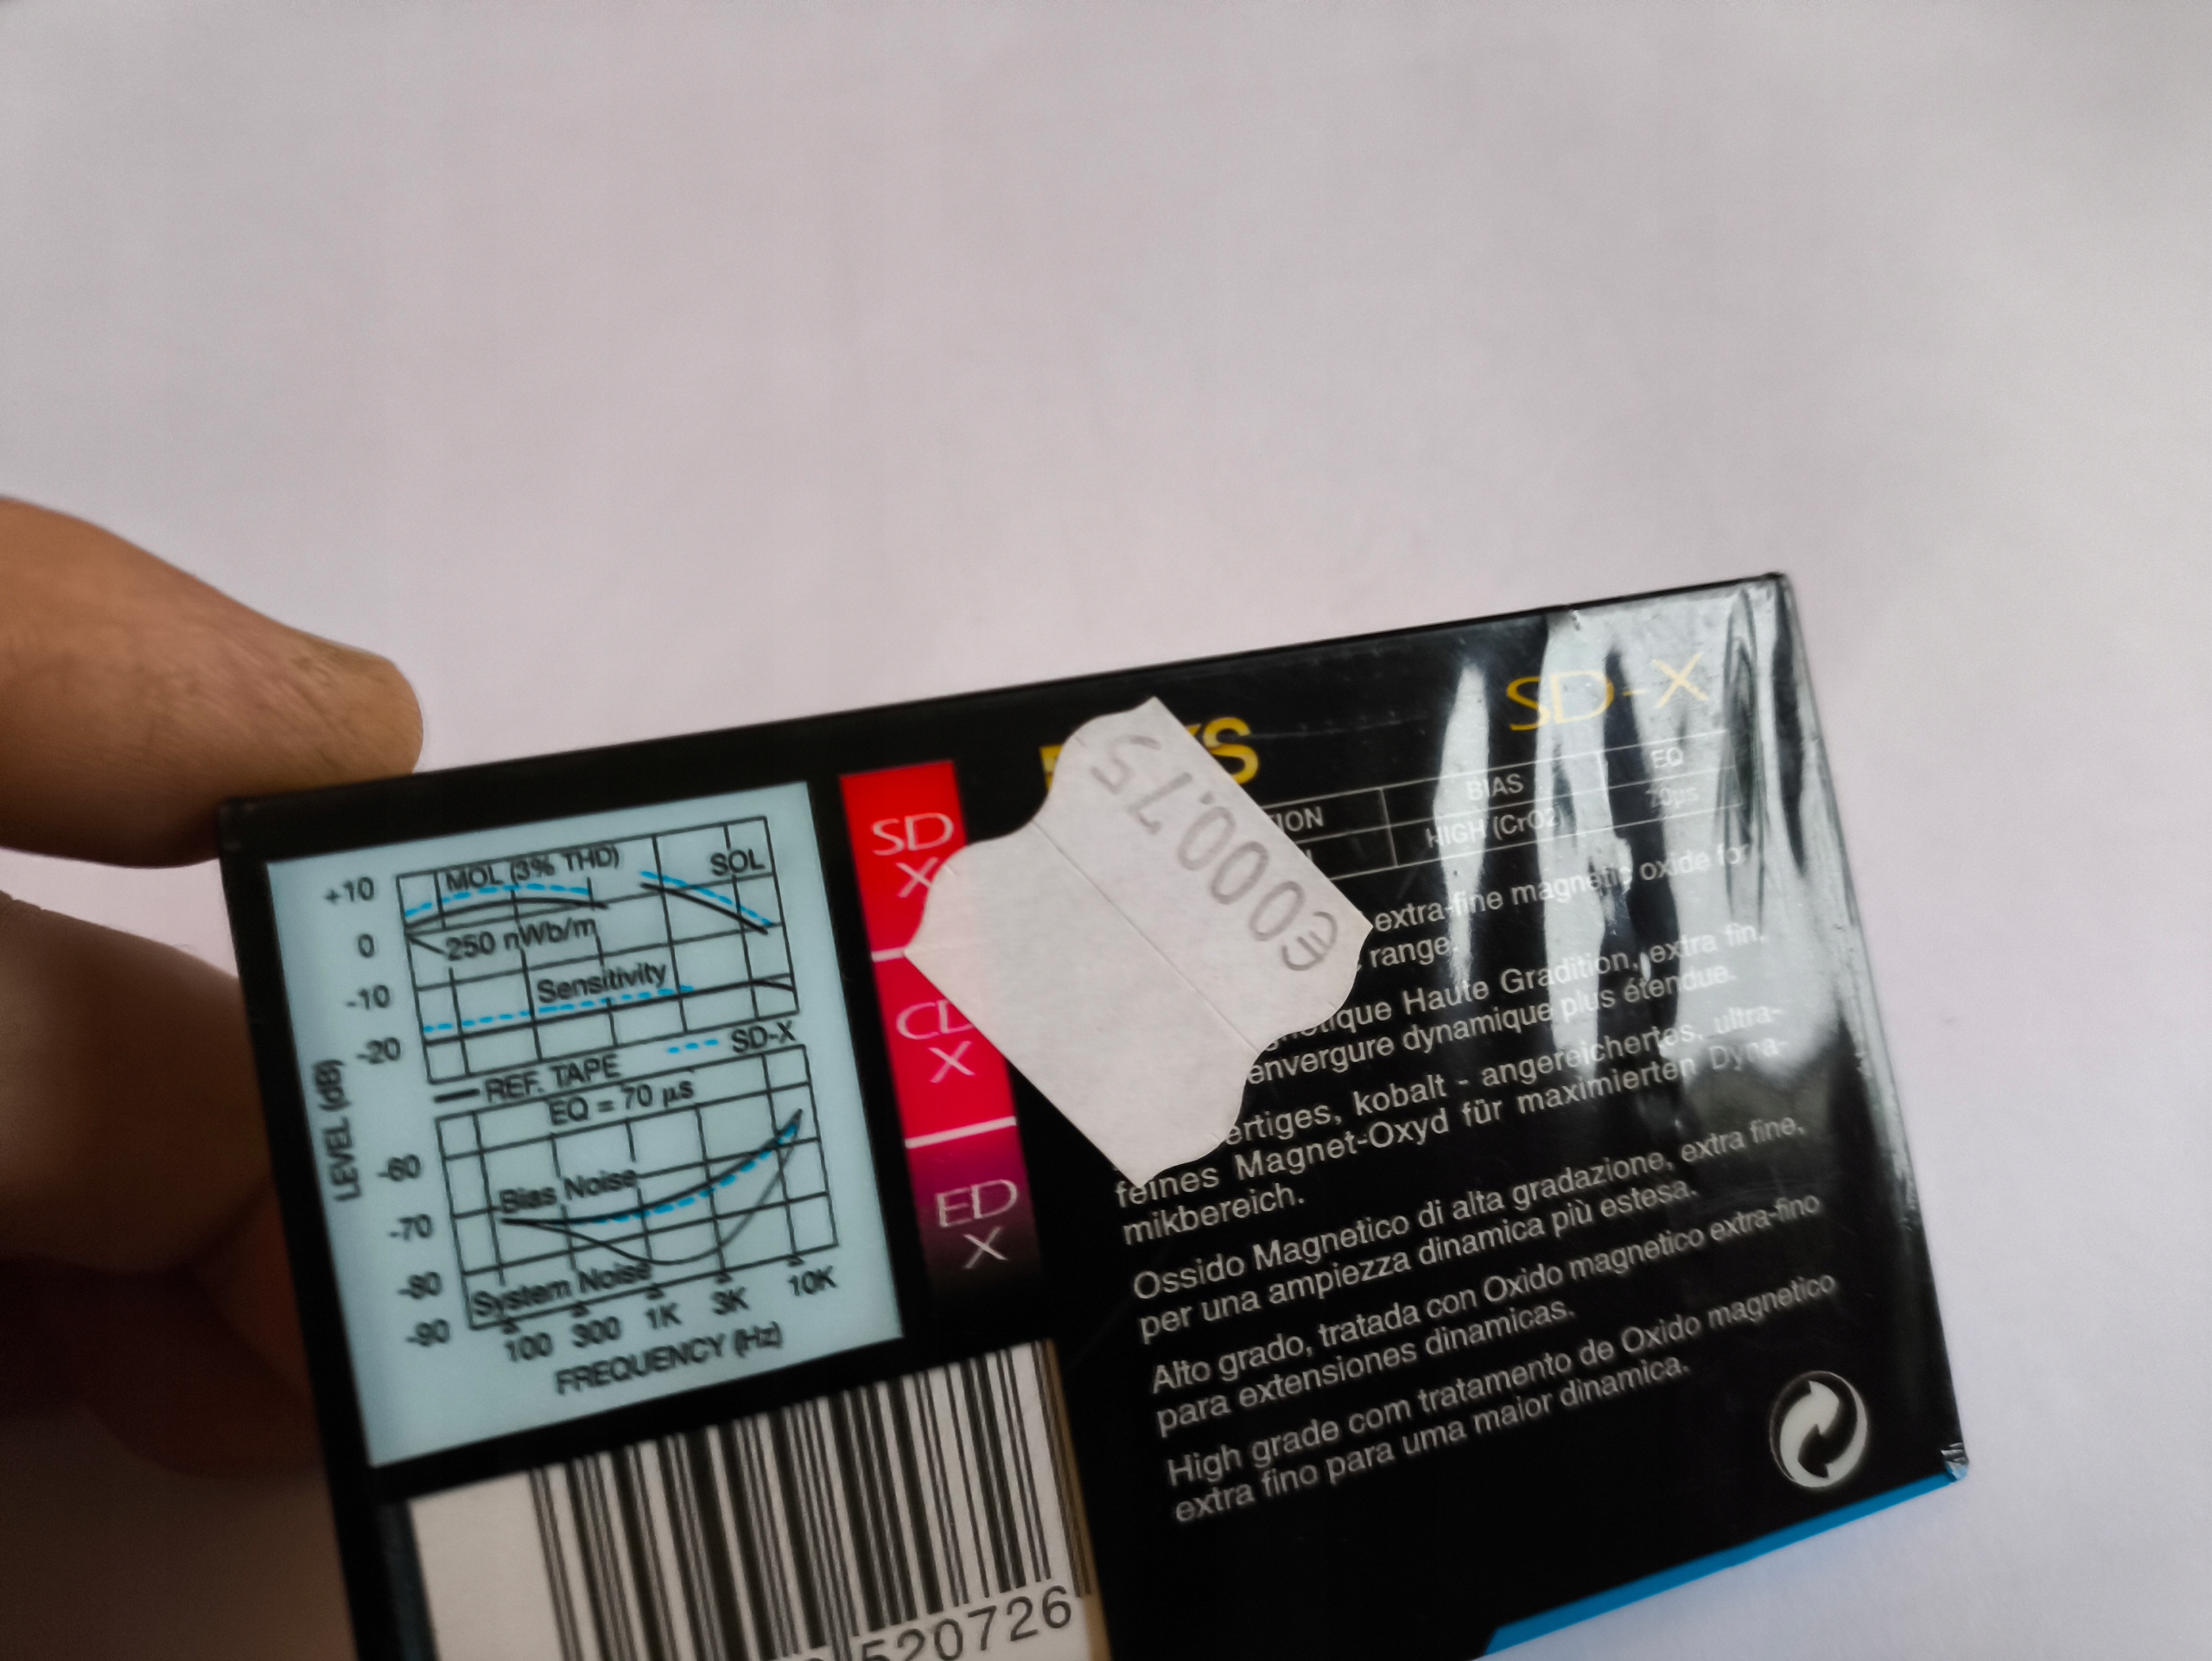 +10
0
-10
-20
MOL (3% THD)
SOL
250 nWb/m
Sensitivity
SD-X
REF. TAPE
EQ = 70 µs
LEVEL (dB)
-60
-70
-80
-90
Bias Noise
System Noise
100 300 1K 3K 10K
FREQUENCY (Hz)
SD
X
CD
X
ED
X
520726
€000.75
KS
SD-X
ION BIAS EQ
HIGH (CrO2) 70µs
extra-fine magnetic oxide for
range.
tique Haute Gradition, extra fin,
envergure dynamique plus étendue.
ertiges, kobalt - angereichertes, ultra-
feines Magnet-Oxyd für maximierten Dyna-
mikbereich.
Ossido Magnetico di alta gradazione, extra fine,
per una ampiezza dinamica più estesa.
Alto grado, tratada con Oxido magnetico extra-fino
para extensiones dinamicas.
High grade com tratamento de Oxido magnetico
extra fino para uma maior dinamica.